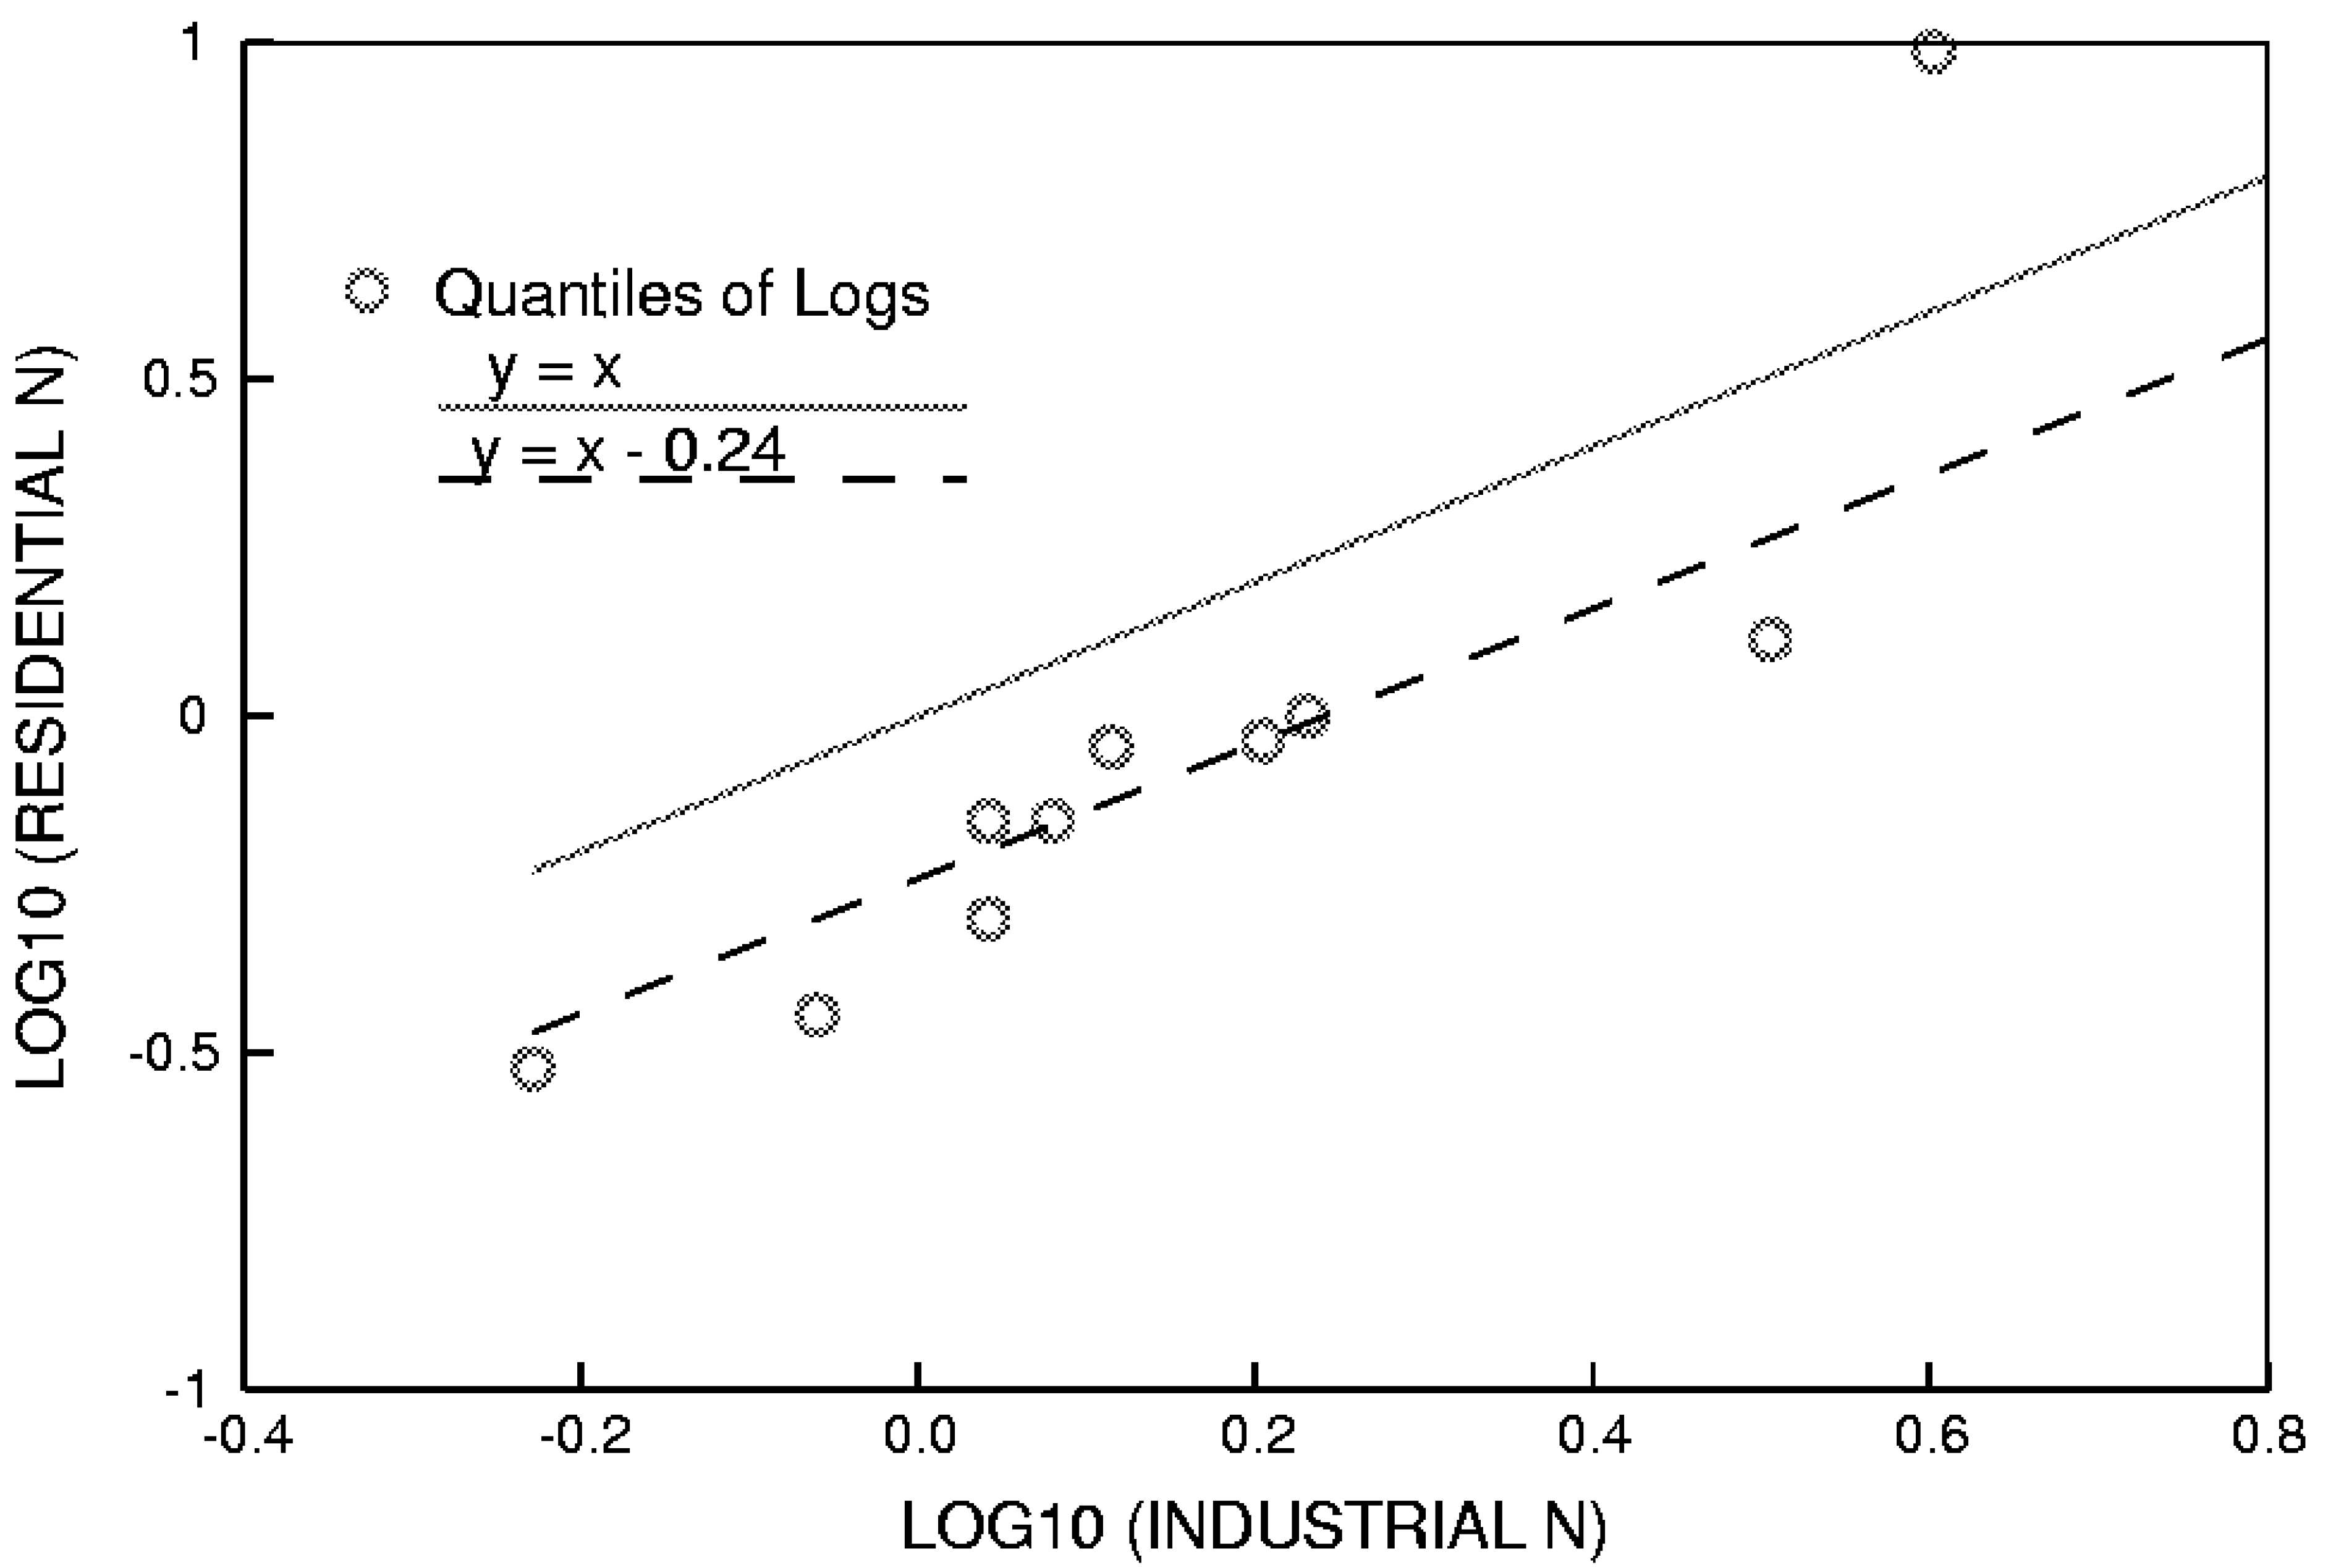 1
0.5
0
-0.5
-1
LOG10 (RESIDENTIAL N)
Quantiles of Logs
y = x
y = x - 0.24
-0.4 -0.2 0.0 0.2 0.4 0.6 0.8
LOG10 (INDUSTRIAL N)